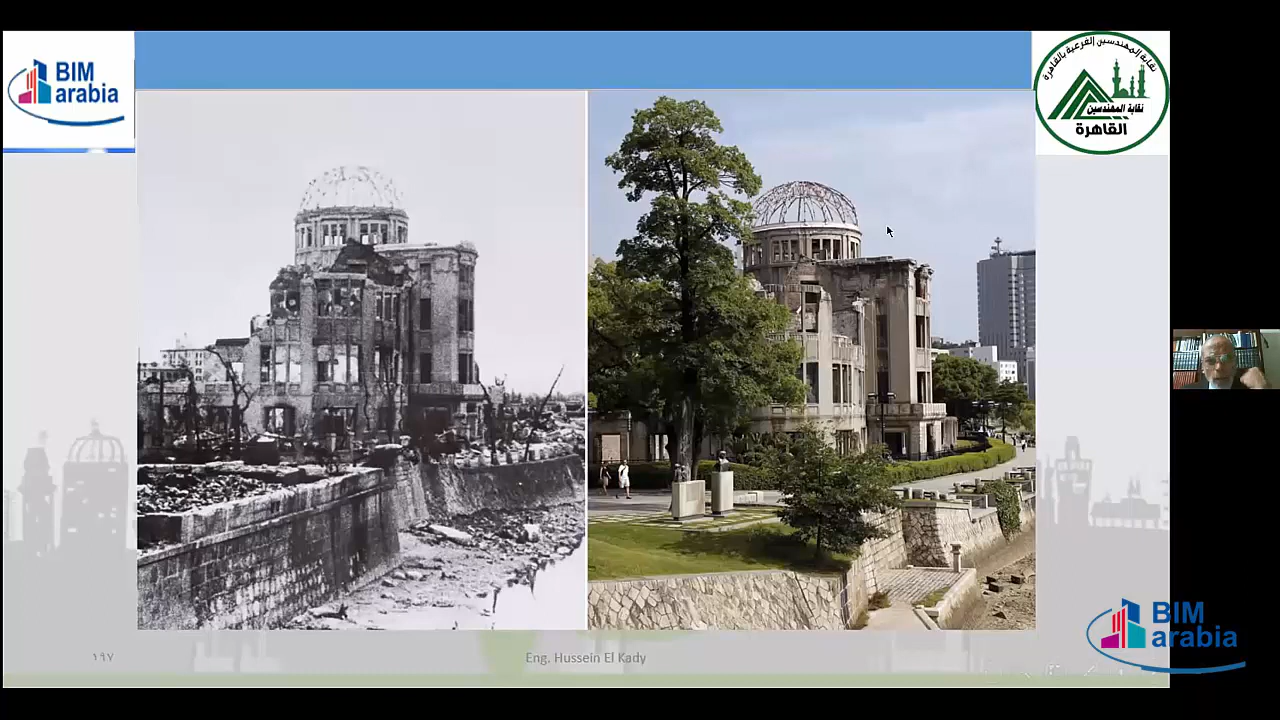 BIM
arabia
نقابة المهندسين الفرعية بالقاهرة
نقابة المهندسين
القاهرة
١٩٧
Eng. Hussein El Kady
BIM
arabia